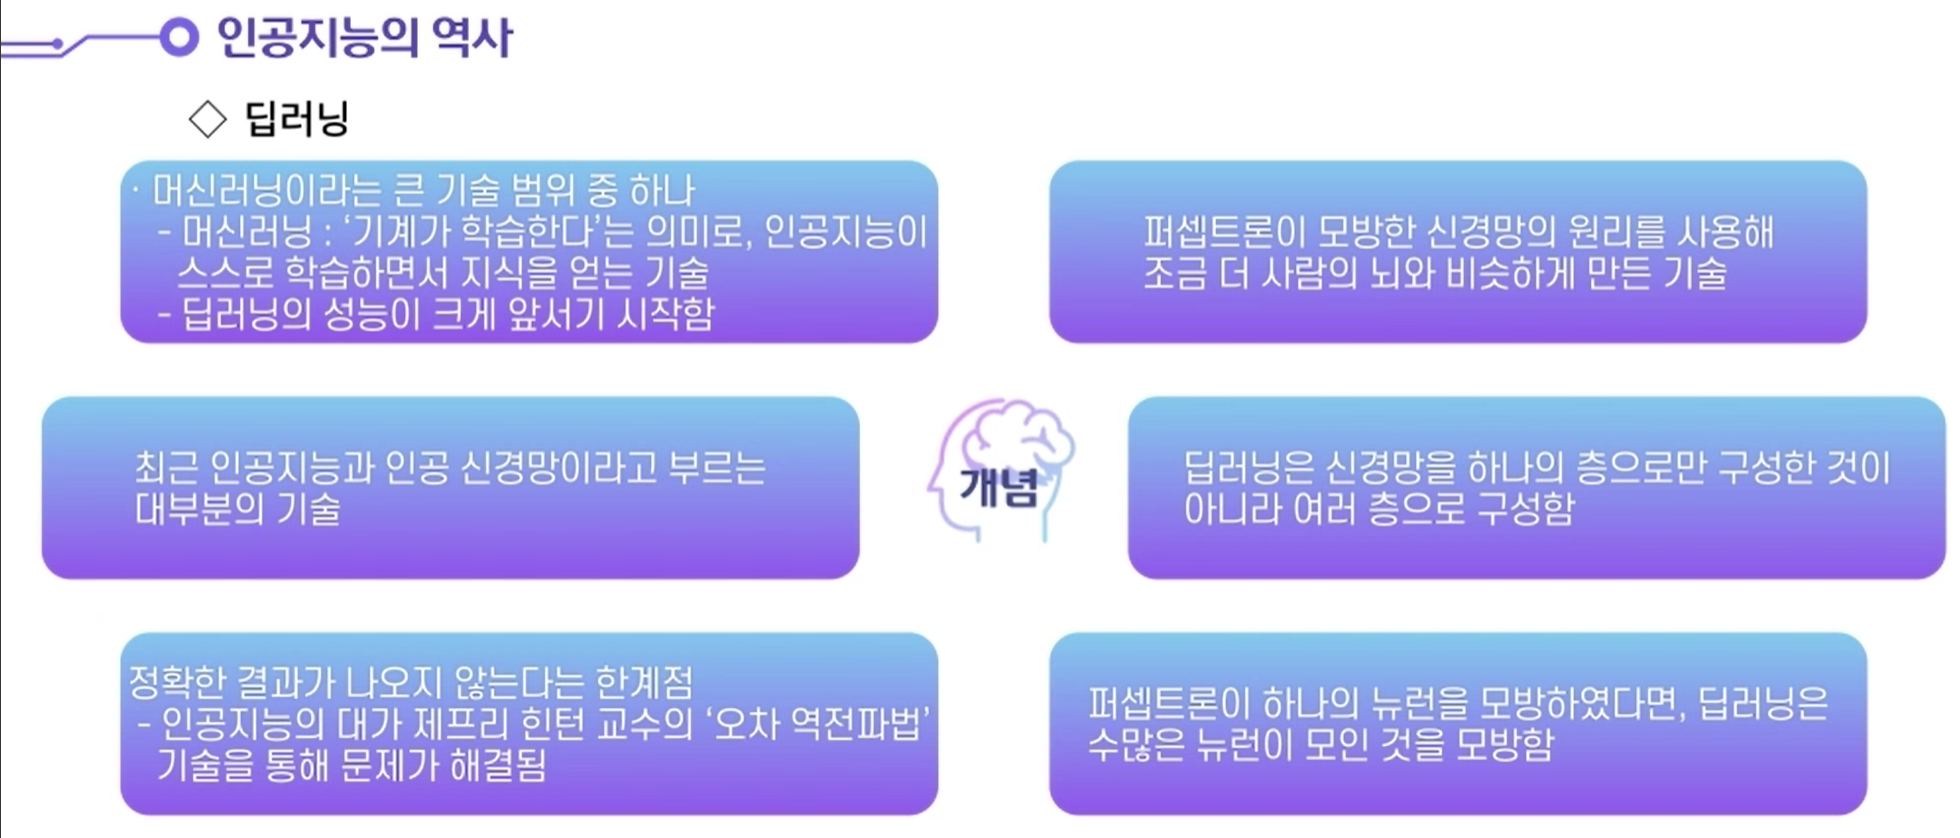 인공지능의 역사
◇ 딥러닝
· 머신러닝이라는 큰 기술 범위 중 하나
- 머신러닝 : ‘기계가 학습한다’는 의미로, 인공지능이
스스로 학습하면서 지식을 얻는 기술
- 딥러닝의 성능이 크게 앞서기 시작함
퍼셉트론이 모방한 신경망의 원리를 사용해
조금 더 사람의 뇌와 비슷하게 만든 기술
최근 인공지능과 인공 신경망이라고 부르는
대부분의 기술
개념
딥러닝은 신경망을 하나의 층으로만 구성한 것이
아니라 여러 층으로 구성함
정확한 결과가 나오지 않는다는 한계점
- 인공지능의 대가 제프리 힌턴 교수의 ‘오차 역전파법’
기술을 통해 문제가 해결됨
퍼셉트론이 하나의 뉴런을 모방하였다면, 딥러닝은
수많은 뉴런이 모인 것을 모방함